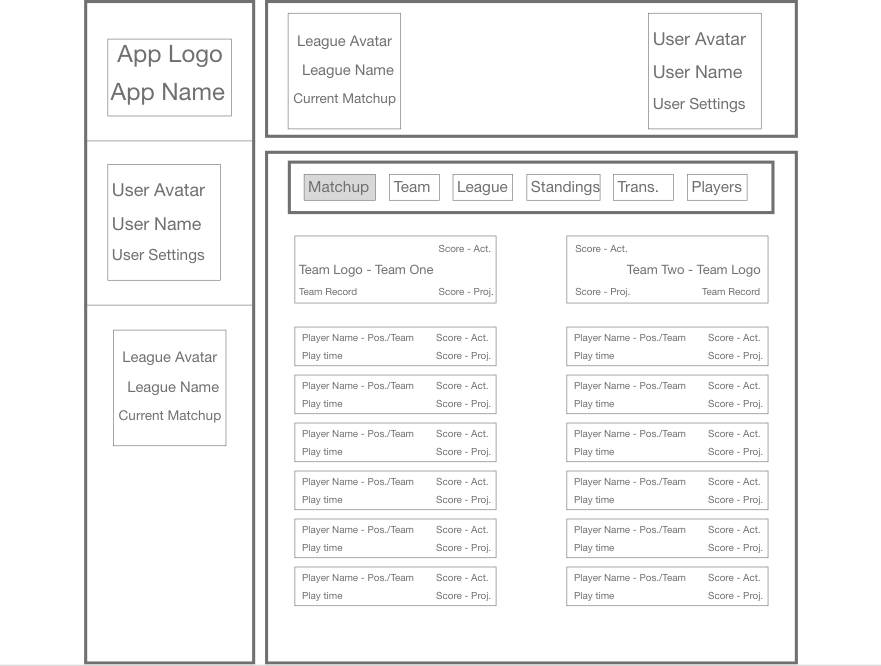 App Logo
App Name
User Avatar
User Name
User Settings
League Avatar
League Name
Current Matchup
League Avatar
League Name
Current Matchup
User Avatar
User Name
User Settings
Matchup Team League Standings Trans. Players
Score - Act.
Team Logo - Team One
Team Record Score - Proj.
Score - Act.
Team Two - Team Logo
Score - Proj. Team Record
Player Name - Pos./Team Score - Act.
Play time Score - Proj.
Player Name - Pos./Team Score - Act.
Play time Score - Proj.
Player Name - Pos./Team Score - Act.
Play time Score - Proj.
Player Name - Pos./Team Score - Act.
Play time Score - Proj.
Player Name - Pos./Team Score - Act.
Play time Score - Proj.
Player Name - Pos./Team Score - Act.
Play time Score - Proj.
Player Name - Pos./Team Score - Act.
Play time Score - Proj.
Player Name - Pos./Team Score - Act.
Play time Score - Proj.
Player Name - Pos./Team Score - Act.
Play time Score - Proj.
Player Name - Pos./Team Score - Act.
Play time Score - Proj.
Player Name - Pos./Team Score - Act.
Play time Score - Proj.
Player Name - Pos./Team Score - Act.
Play time Score - Proj.